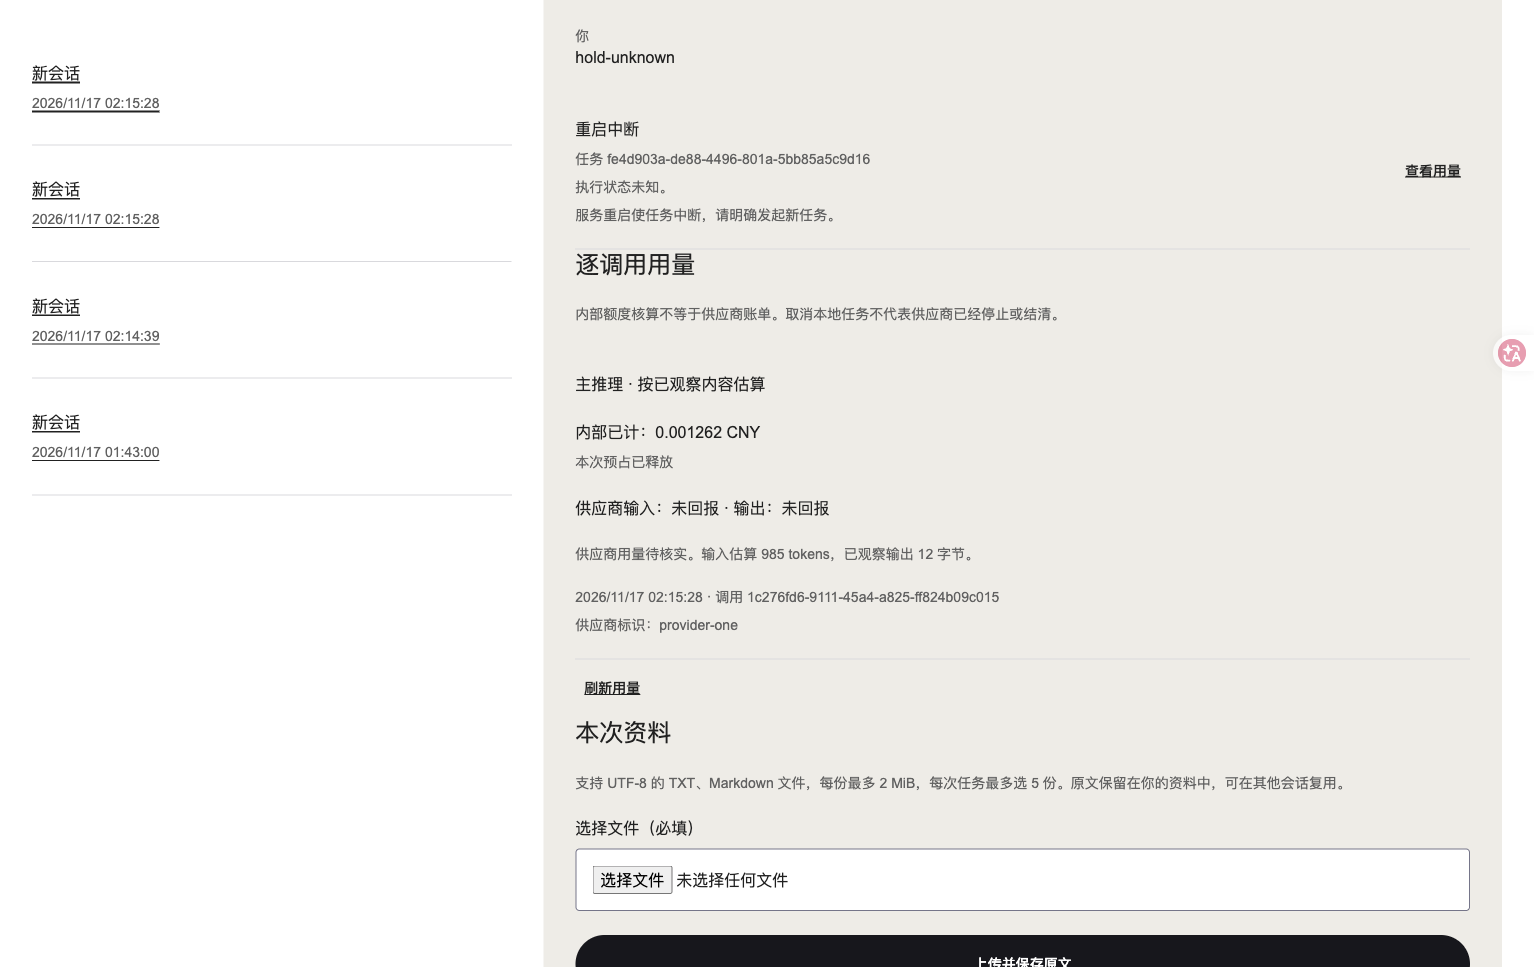 新会话
2026/11/17 02:15:28
新会话
2026/11/17 02:15:28
新会话
2026/11/17 02:14:39
新会话
2026/11/17 01:43:00
你
hold-unknown
重启中断
任务 fe4d903a-de88-4496-801a-5bb85a5c9d16
执行状态未知。
服务重启使任务中断，请明确发起新任务。
查看用量
逐调用用量
内部额度核算不等于供应商账单。取消本地任务不代表供应商已经停止或结清。
主推理 · 按已观察内容估算
内部已计：0.001262 CNY
本次预占已释放
供应商输入：未回报 · 输出：未回报
供应商用量待核实。输入估算 985 tokens，已观察输出 12 字节。
2026/11/17 02:15:28 · 调用 1c276fd6-9111-45a4-a825-ff824b09c015
供应商标识：provider-one
刷新用量
本次资料
支持 UTF-8 的 TXT、Markdown 文件，每份最多 2 MiB，每次任务最多选 5 份。原文保留在你的资料中，可在其他会话复用。
选择文件（必填）
选择文件 未选择任何文件
上传并保存原文